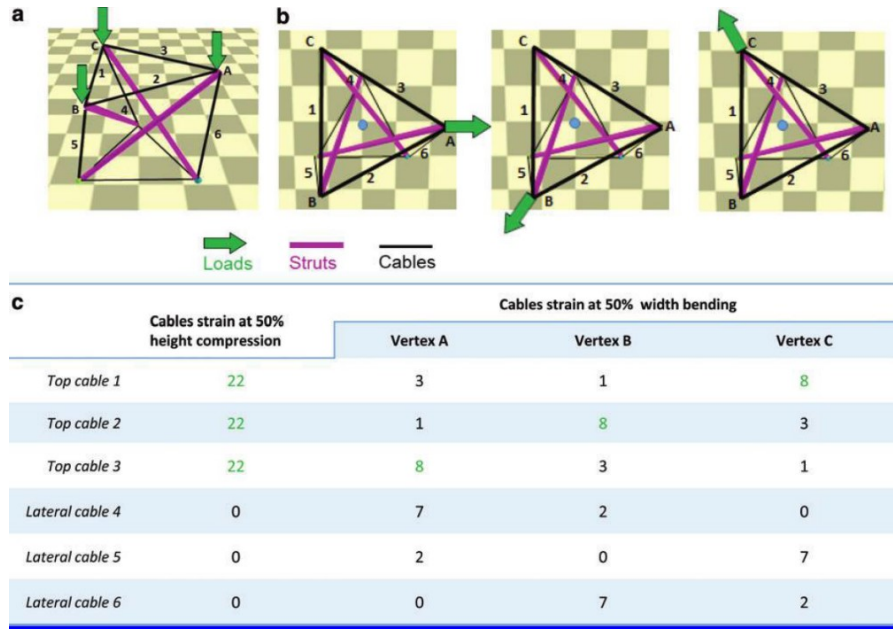 a
b
C
3
1
2
A
B
4
5
6
C
4
3
1
A
6
5
2
B
C
4
3
1
A
6
5
2
B
C
4
3
1
A
6
5
2
B
Loads
Struts
Cables
c
Cables strain at 50% height compression
Cables strain at 50% width bending
Vertex A Vertex B Vertex C
Top cable 1 22 3 1 8
Top cable 2 22 1 8 3
Top cable 3 22 8 3 1
Lateral cable 4 0 7 2 0
Lateral cable 5 0 2 0 7
Lateral cable 6 0 0 7 2